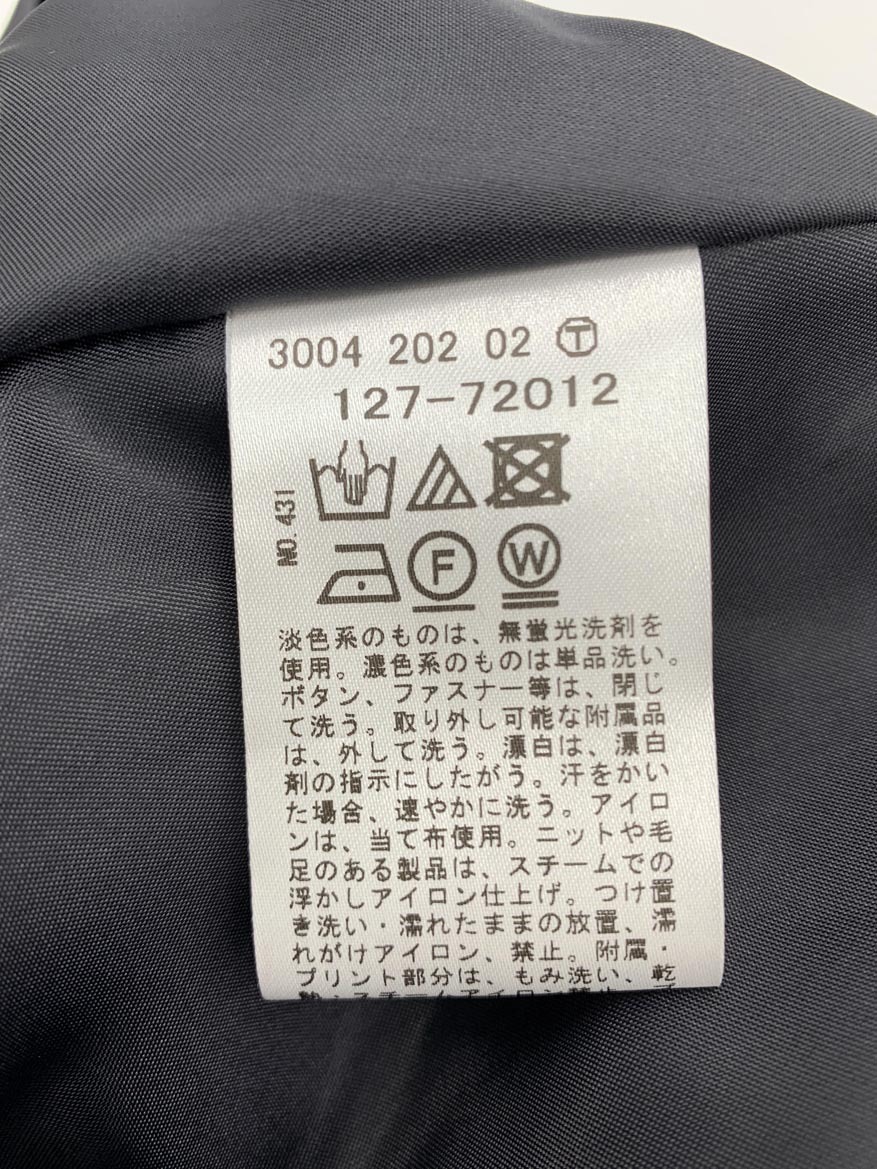 3004 202 02 Ⓣ
127-72012
NO. 431
F W
淡色系のものは、無蛍光洗剤を
使用。濃色系のものは単品洗い。
ボタン、ファスナー等は、閉じ
て洗う。取り外し可能な附属品
は、外して洗う。漂白は、漂白
剤の指示にしたがう。汗をかい
た場合、速やかに洗う。アイロ
ンは、当て布使用。ニットや毛
足のある製品は、スチームでの
浮かしアイロン仕上げ。つけ置
き洗い・濡れたままの放置、濡
れがけアイロン、禁止。附属・
プリント部分は、もみ洗い、乾